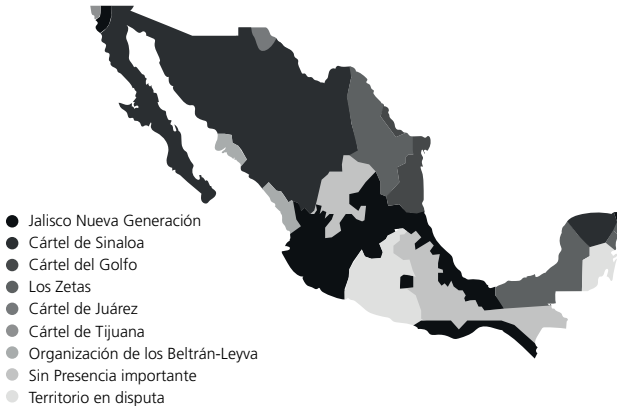 Jalisco Nueva Generación
Cártel de Sinaloa
Cártel del Golfo
Los Zetas
Cártel de Juárez
Cártel de Tijuana
Organización de los Beltrán-Leyva
Sin Presencia importante
Territorio en disputa